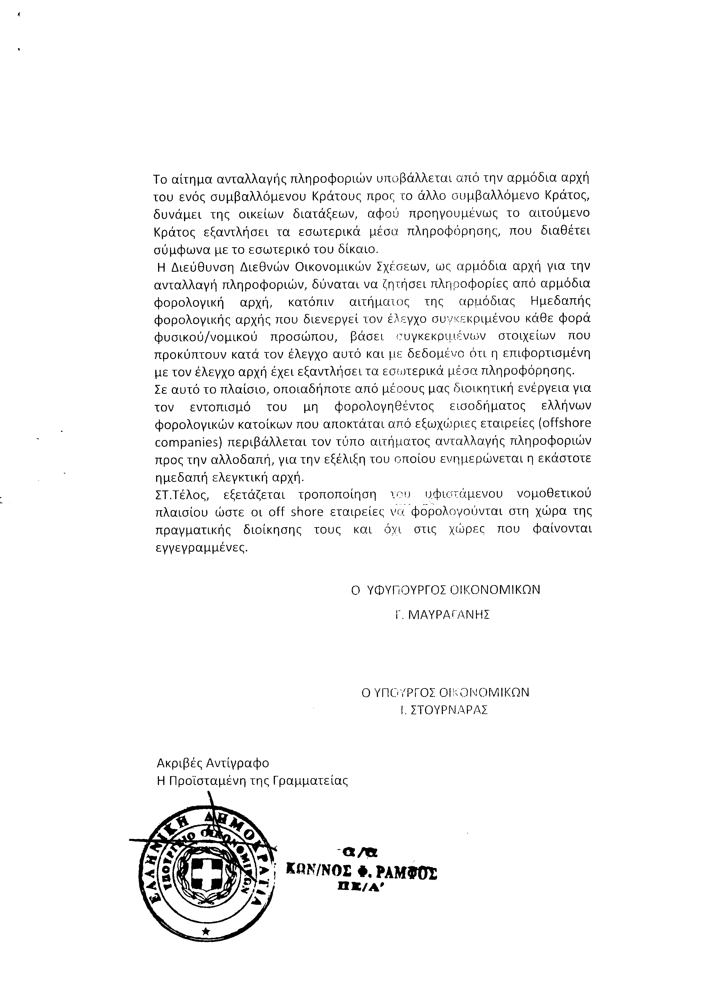 Το αίτημα ανταλλαγής πληροφοριών υποβάλλεται από την αρμόδια αρχή
του ενός συμβαλλόμενου Κράτους προς το άλλο συμβαλλόμενο Κράτος,
δυνάμει της οικείων διατάξεων, αφού προηγουμένως το αιτούμενο
Κράτος εξαντλήσει τα εσωτερικά μέσα πληροφόρησης, που διαθέτει
σύμφωνα με το εσωτερικό του δίκαιο.
Η Διεύθυνση Διεθνών Οικονομικών Σχέσεων, ως αρμόδια αρχή για την
ανταλλαγή πληροφοριών, δύναται να ζητήσει πληροφορίες από αρμόδια
φορολογική αρχή, κατόπιν αιτήματος της αρμόδιας Ημεδαπής
φορολογικής αρχής που διενεργεί τον έλεγχο συγκεκριμένου κάθε φορά
φυσικού/νομικού προσώπου, βάσει συγκεκριμένων στοιχείων που
προκύπτουν κατά τον έλεγχο αυτό και με δεδομένο ότι η επιφορτισμένη
με τον έλεγχο αρχή έχει εξαντλήσει τα εσωτερικά μέσα πληροφόρησης.
Σε αυτό το πλαίσιο, οποιαδήποτε από μέρους μας διοικητική ενέργεια για
τον εντοπισμό του μη φορολογηθέντος εισοδήματος ελλήνων
φορολογικών κατοίκων που αποκτάται από εξωχώριες εταιρείες (offshore
companies) περιβάλλεται τον τύπο αιτήματος ανταλλαγής πληροφοριών
προς την αλλοδαπή, για την εξέλιξη του οποίου ενημερώνεται η εκάστοτε
ημεδαπή ελεγκτική αρχή.
ΣΤ.Τέλος, εξετάζεται τροποποίηση του υφιστάμενου νομοθετικού
πλαισίου ώστε οι off shore εταιρείες να φορολογούνται στη χώρα της
πραγματικής διοίκησης τους και όχι στις χώρες που φαίνονται
εγγεγραμμένες.
Ο ΥΦΥΠΟΥΡΓΟΣ ΟΙΚΟΝΟΜΙΚΩΝ
Γ. ΜΑΥΡΑΓΑΝΗΣ
Ο ΥΠΟΥΡΓΟΣ ΟΙΚΟΝΟΜΙΚΩΝ
Ι. ΣΤΟΥΡΝΑΡΑΣ
Ακριβές Αντίγραφο
Η Προϊσταμένη της Γραμματείας
ΕΛΛΗΝΙΚΗ ΔΗΜΟΚΡΑΤΙΑ
ΥΠΟΥΡΓΕΙΟ ΟΙΚΟΝΟΜΙΚΩΝ
α/α
ΚΩΝ/ΝΟΣ Φ. ΡΑΜΦΟΣ
ΠΕ/Α'